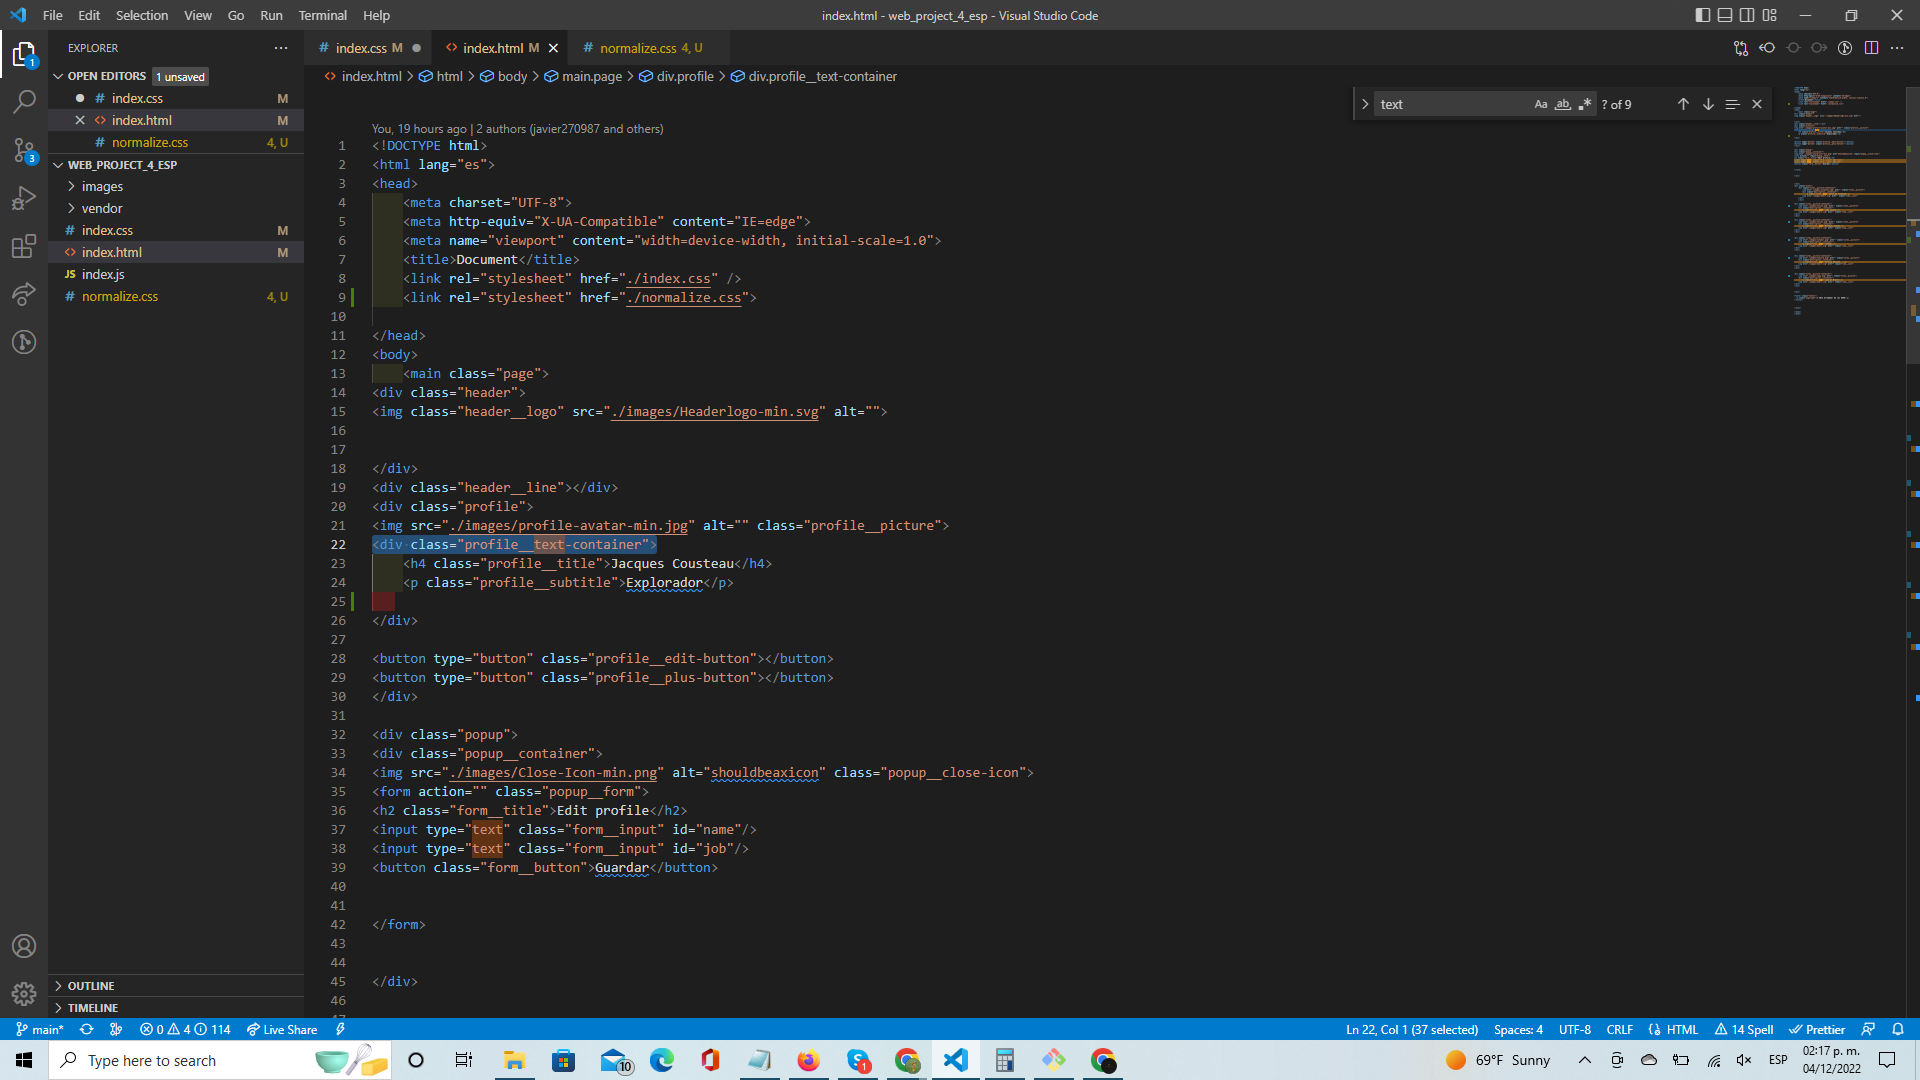 File Edit Selection View Go Run Terminal Help
index.html - web_project_4_esp - Visual Studio Code
EXPLORER
OPEN EDITORS 1 unsaved
# index.css M
<> index.html M
# normalize.css 4, U
WEB_PROJECT_4_ESP
images
vendor
# index.css M
<> index.html M
JS index.js
# normalize.css 4, U
OUTLINE
TIMELINE
1
3
# index.css M
<> index.html M
# normalize.css 4, U
<> index.html > html > body > main.page > div.profile > div.profile__text-container
text Aa ab ? of 9
You, 19 hours ago | 2 authors (javier270987 and others)
1 <!DOCTYPE html>
2 <html lang="es">
3 <head>
4 <meta charset="UTF-8">
5 <meta http-equiv="X-UA-Compatible" content="IE=edge">
6 <meta name="viewport" content="width=device-width, initial-scale=1.0">
7 <title>Document</title>
8 <link rel="stylesheet" href="./index.css" />
9 <link rel="stylesheet" href="./normalize.css">
10
11 </head>
12 <body>
13 <main class="page">
14 <div class="header">
15 <img class="header__logo" src="./images/Headerlogo-min.svg" alt="">
16
17
18 </div>
19 <div class="header__line"></div>
20 <div class="profile">
21 <img src="./images/profile-avatar-min.jpg" alt="" class="profile__picture">
22 <div class="profile__text-container">
23 <h4 class="profile__title">Jacques Cousteau</h4>
24 <p class="profile__subtitle">Explorador</p>
25
26 </div>
27
28 <button type="button" class="profile__edit-button"></button>
29 <button type="button" class="profile__plus-button"></button>
30 </div>
31
32 <div class="popup">
33 <div class="popup__container">
34 <img src="./images/Close-Icon-min.png" alt="shouldbeaxicon" class="popup__close-icon">
35 <form action="" class="popup__form">
36 <h2 class="form__title">Edit profile</h2>
37 <input type="text" class="form__input" id="name"/>
38 <input type="text" class="form__input" id="job"/>
39 <button class="form__button">Guardar</button>
40
41
42 </form>
43
44
45 </div>
46
main* 0 4 114 Live Share
Ln 22, Col 1 (37 selected) Spaces: 4 UTF-8 CRLF HTML 14 Spell Prettier
Type here to search
10
1
69°F Sunny
ESP
02:17 p. m.
04/12/2022